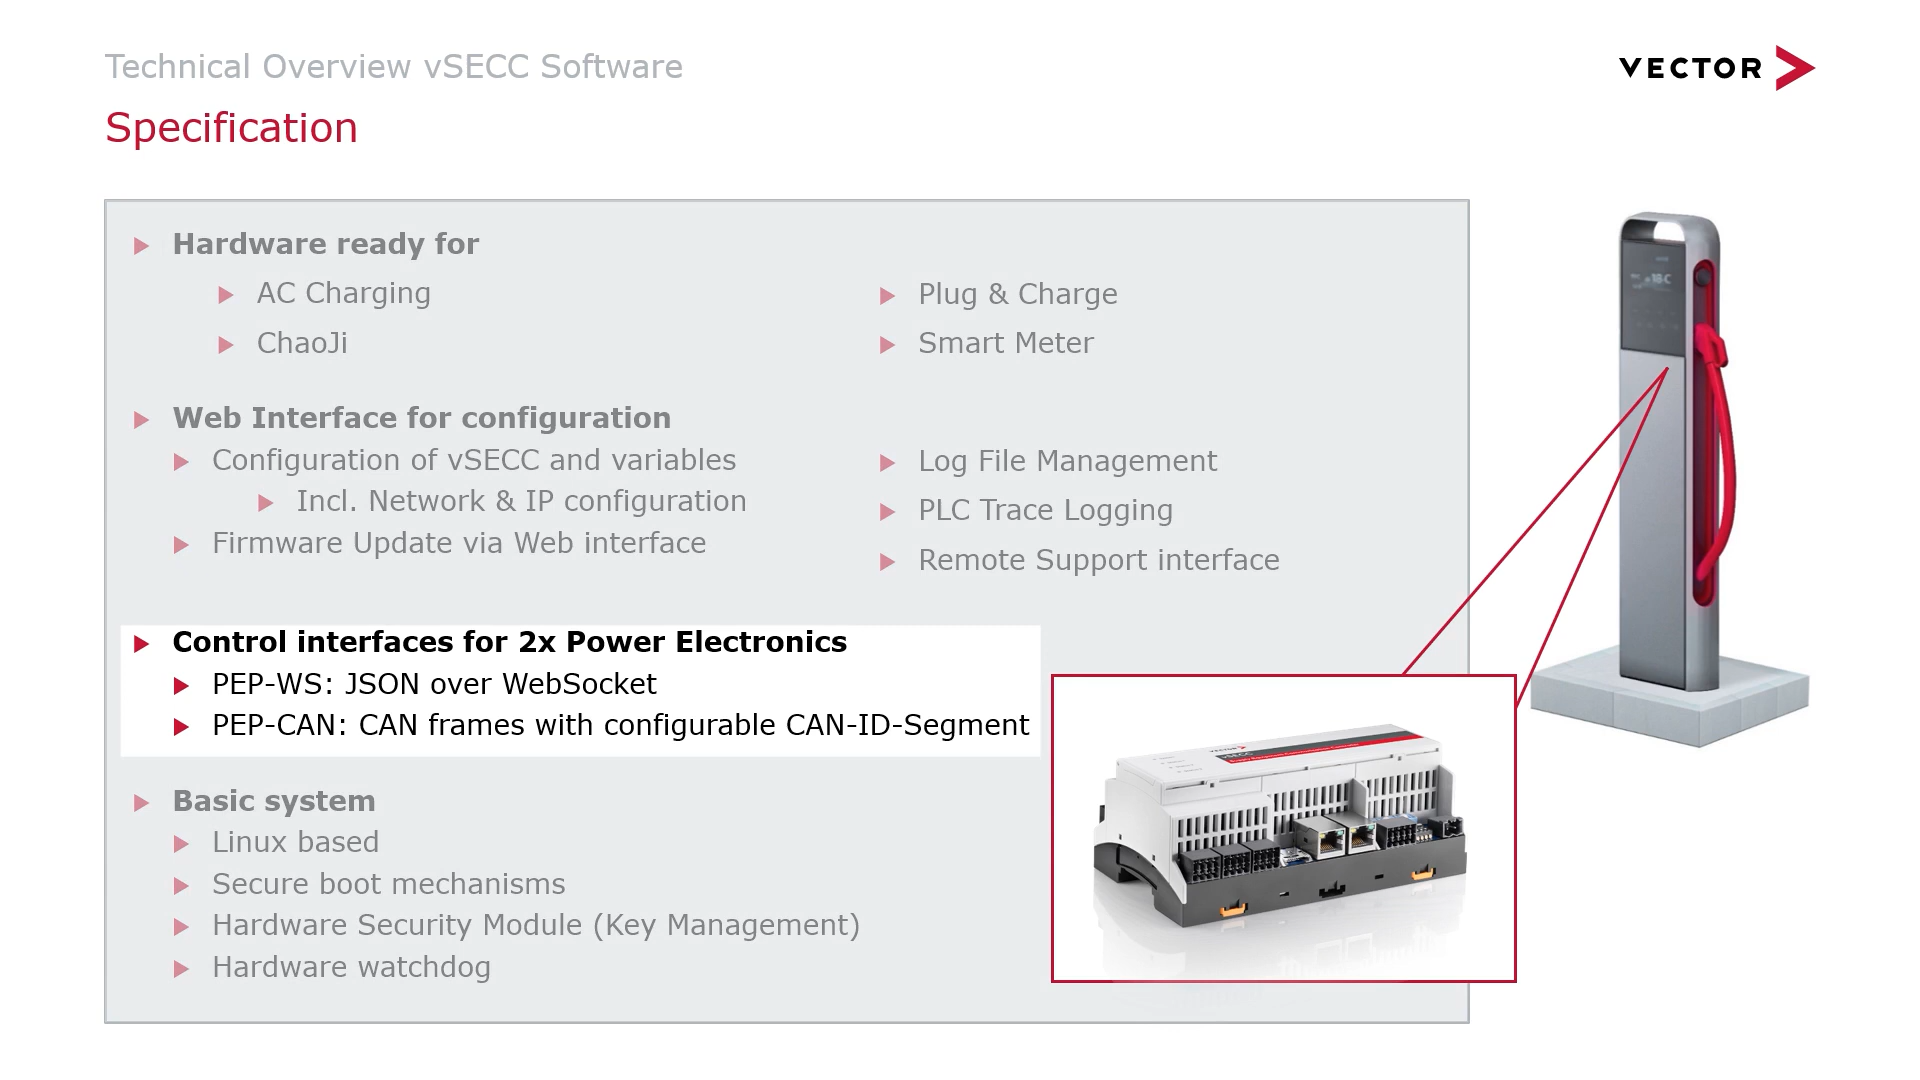 Technical Overview vSECC Software
VECTOR
Specification
Hardware ready for
AC Charging
Plug & Charge
ChaoJi
Smart Meter
Web Interface for configuration
Configuration of vSECC and variables
Log File Management
Incl. Network & IP configuration
PLC Trace Logging
Firmware Update via Web interface
Remote Support interface
Control interfaces for 2x Power Electronics
PEP-WS: JSON over WebSocket
PEP-CAN: CAN frames with configurable CAN-ID-Segment
VECTOR
Basic system
Linux based
Secure boot mechanisms
Hardware Security Module (Key Management)
Hardware watchdog